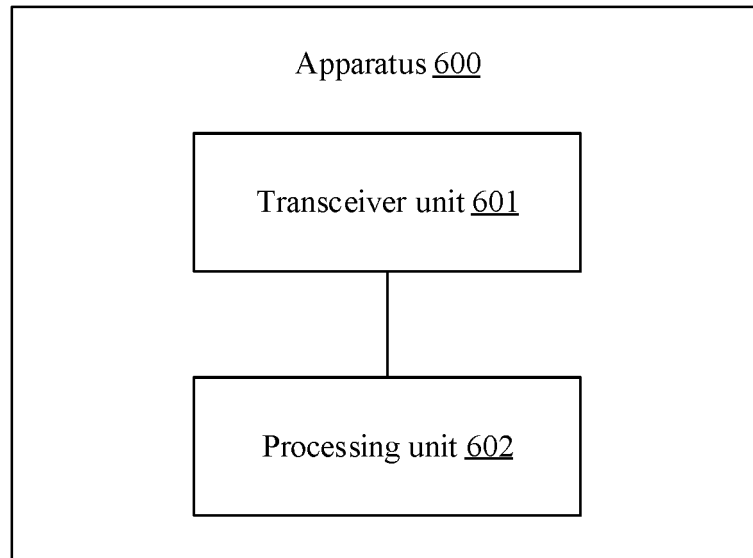 Apparatus 600
Transceiver unit 601
Processing unit 602